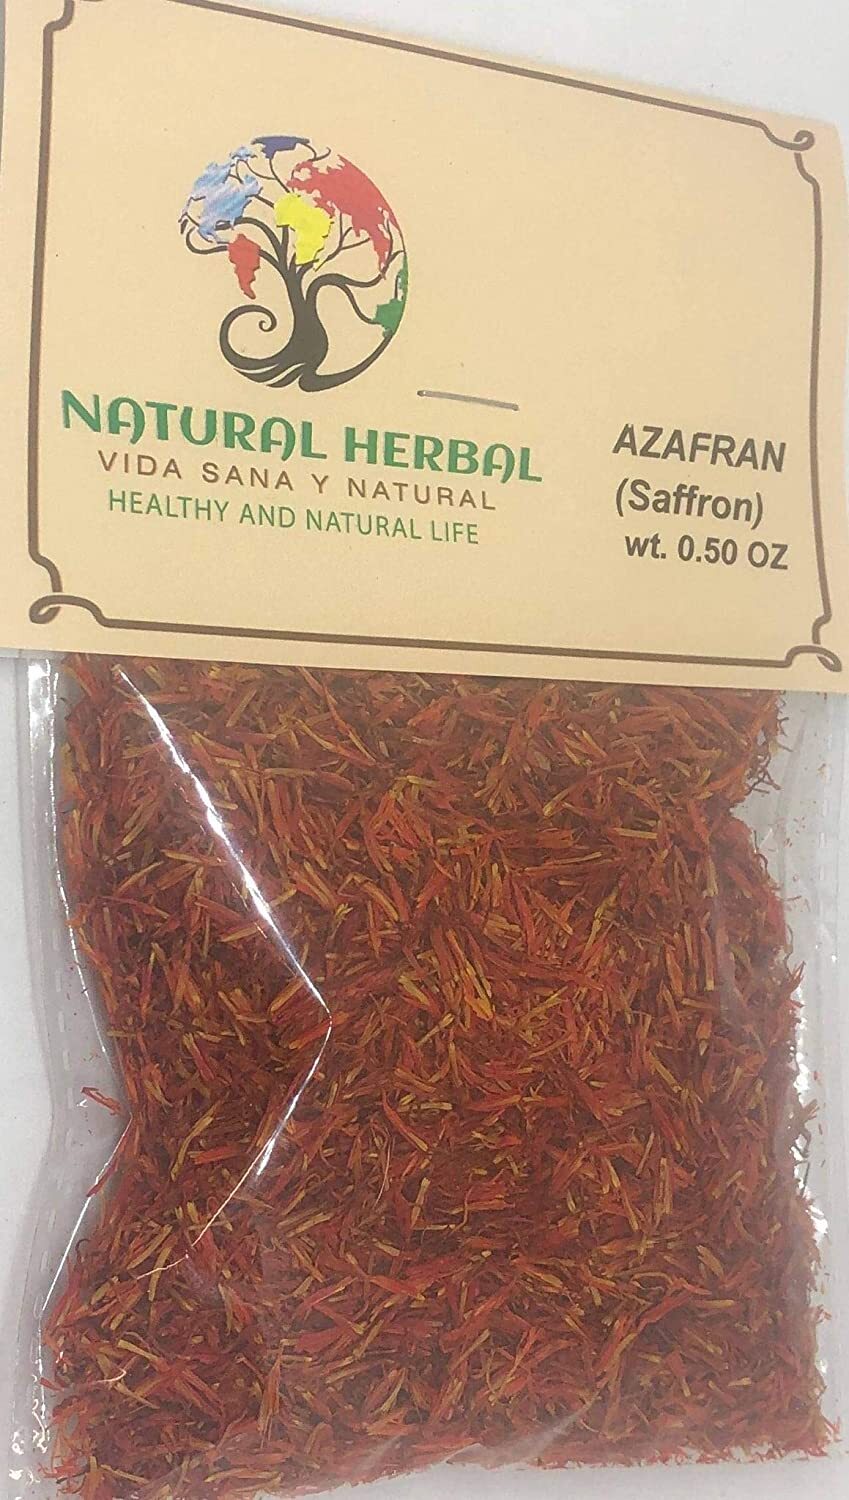 NATURAL HERBAL
VIDA SANA Y NATURAL
HEALTHY AND NATURAL LIFE
AZAFRAN
(Saffron)
wt. 0.50 OZ